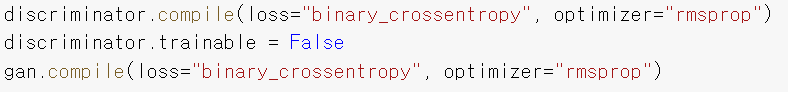 discriminator.compile(loss="binary_crossentropy", optimizer="rmsprop")
discriminator.trainable = False
gan.compile(loss="binary_crossentropy", optimizer="rmsprop")